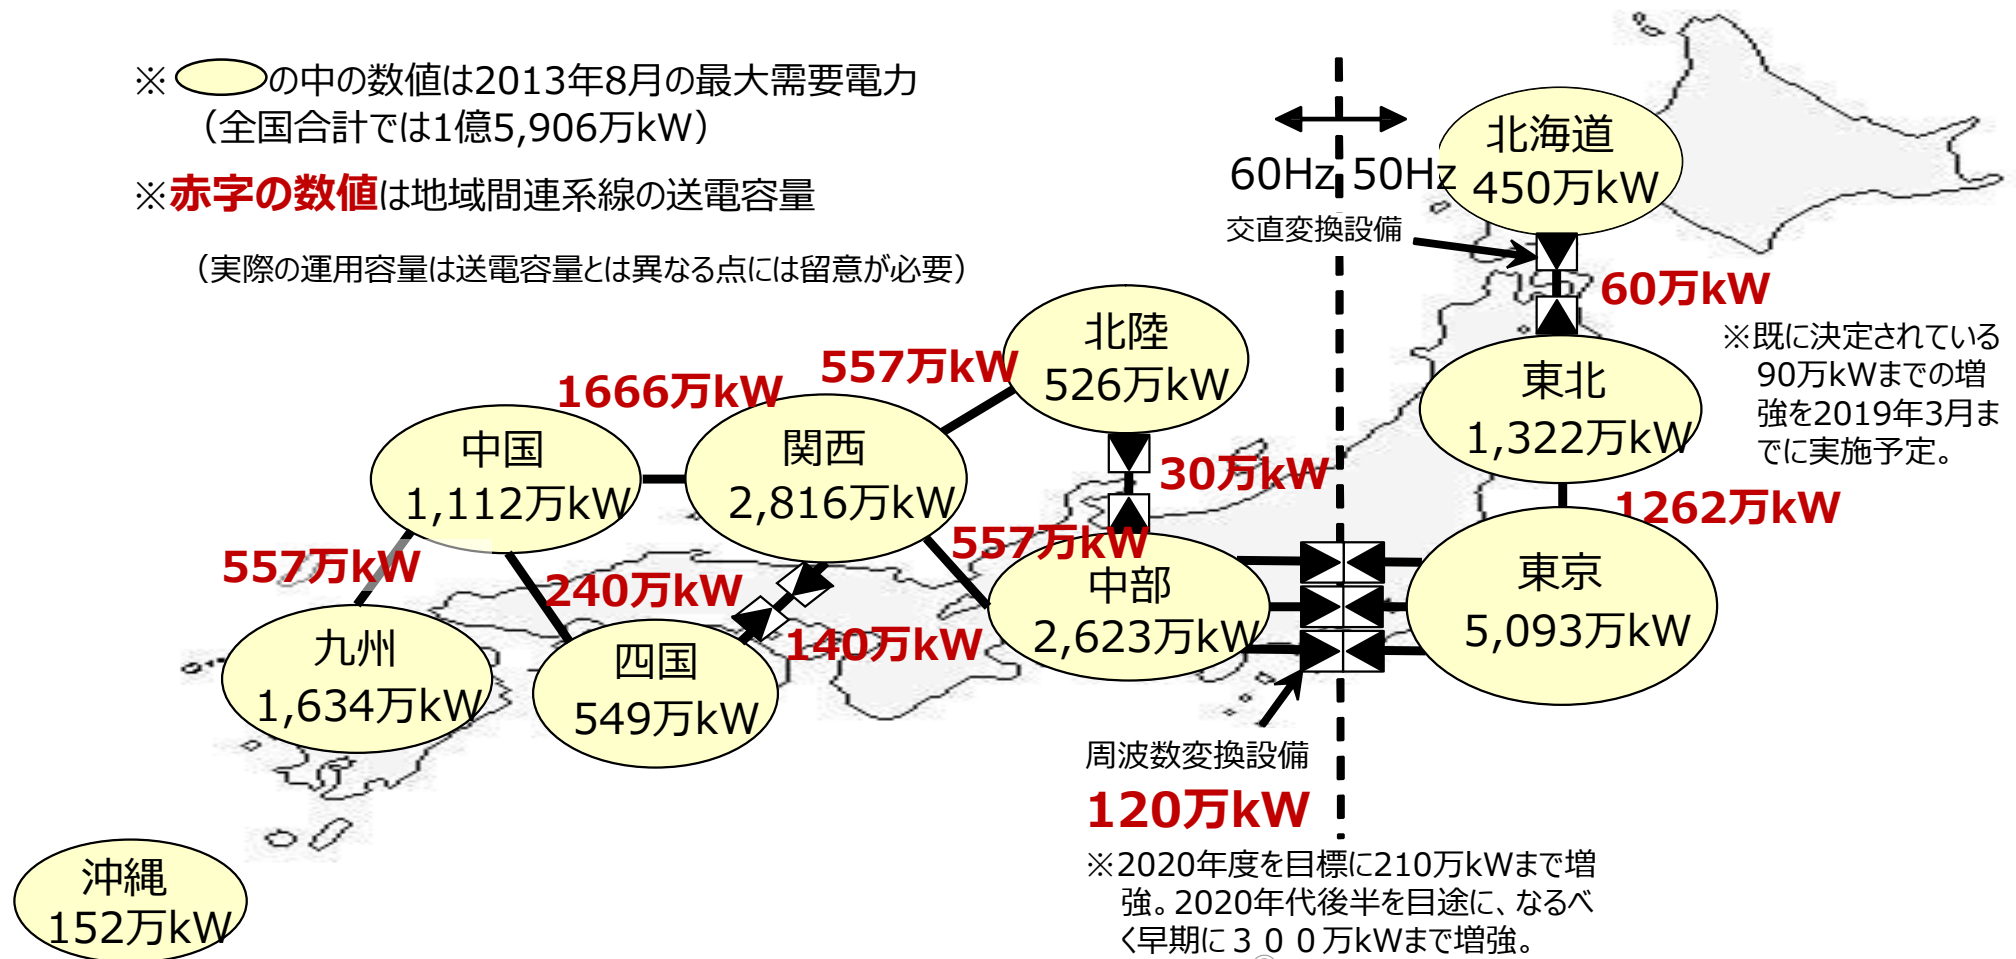 ※　　　の中の数値は2013年8月の最大需要電力
（全国合計では1億5,906万kW）
※赤字の数値は地域間連系線の送電容量
（実際の運用容量は送電容量とは異なる点には留意が必要）
60Hz 50Hz
交直変換設備
北海道
450万kW
60万kW
※既に決定されている
90万kWまでの増
強を2019年3月ま
でに実施予定。
東北
1,322万kW
1262万kW
東京
5,093万kW
北陸
526万kW
557万kW
30万kW
1666万kW
関西
2,816万kW
中国
1,112万kW
557万kW
中部
2,623万kW
557万kW
240万kW
140万kW
九州
1,634万kW
四国
549万kW
周波数変換設備
120万kW
※2020年度を目標に210万kWまで増
強。2020年代後半を目途に、なるべ
く早期に３００万kWまで増強。
沖縄
152万kW